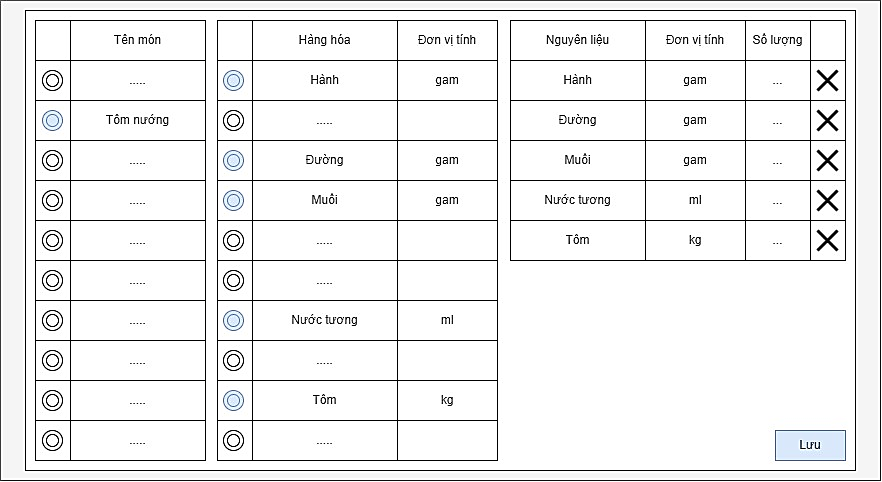 Tên món
.....
Tôm nướng
.....
.....
.....
.....
.....
.....
.....
.....
Hàng hóa Đơn vị tính
Hành gam
.....
Đường gam
Muối gam
.....
.....
Nước tương ml
.....
Tôm kg
.....
Nguyên liệu Đơn vị tính Số lượng
Hành gam ...
Đường gam ...
Muối gam ...
Nước tương ml ...
Tôm kg ...
Lưu